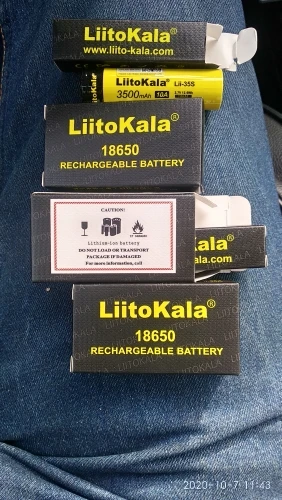 LiitoKala®
www.liito-kala.com
LiitoKala® Lii-35S
3500mAh 10A
LiitoKala®
18650
RECHARGEABLE BATTERY
CAUTION!
Lithium-ion battery
DO NOT LOAD OR TRANSPORT
PACKAGE IF DAMAGED
For more information, call
Kala®
.com
LiitoKala®
18650
RECHARGEABLE BATTERY
2020-10-7 11:43